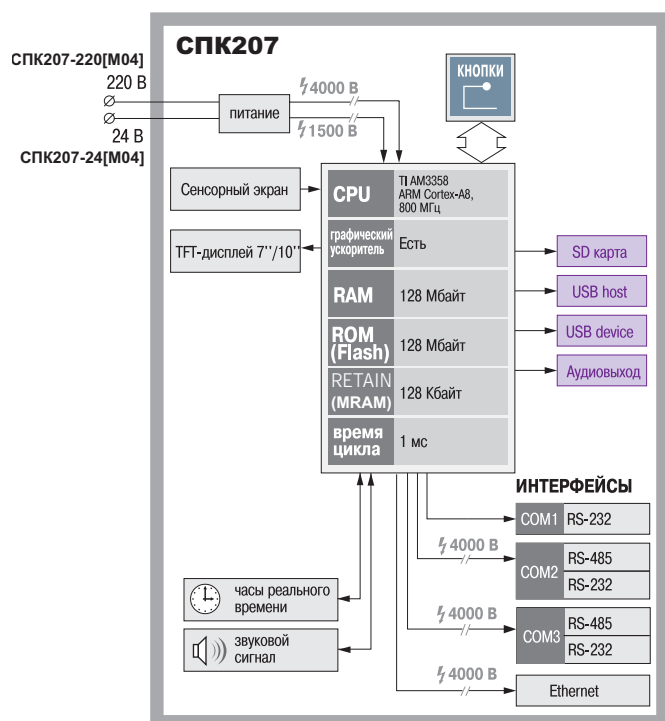 СПК207
СПК207-220[М04]
220 В
24 В
СПК207-24[М04]
питание
4000 В
1500 В
КНОПКИ
Сенсорный экран
TFT-дисплей 7''/10''
CPU
TI AM3358
ARM Cortex-A8,
800 МГц
графический
ускоритель
Есть
RAM
128 Мбайт
ROM
(Flash)
128 Мбайт
RETAIN
(MRAM)
128 Кбайт
время
цикла
1 мс
SD карта
USB host
USB device
Аудиовыход
ИНТЕРФЕЙСЫ
COM1
RS-232
4000 В
COM2
RS-485
RS-232
4000 В
COM3
RS-485
RS-232
4000 В
Ethernet
часы реального
времени
звуковой
сигнал